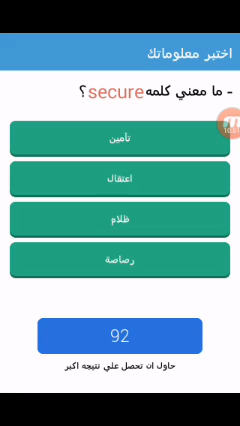 اختبر معلوماتك
- ما معني كلمه secure ؟
تأمين
اعتقال
ظلام
رصاصة
92
حاول ان تحصل علي نتيجه اكبر